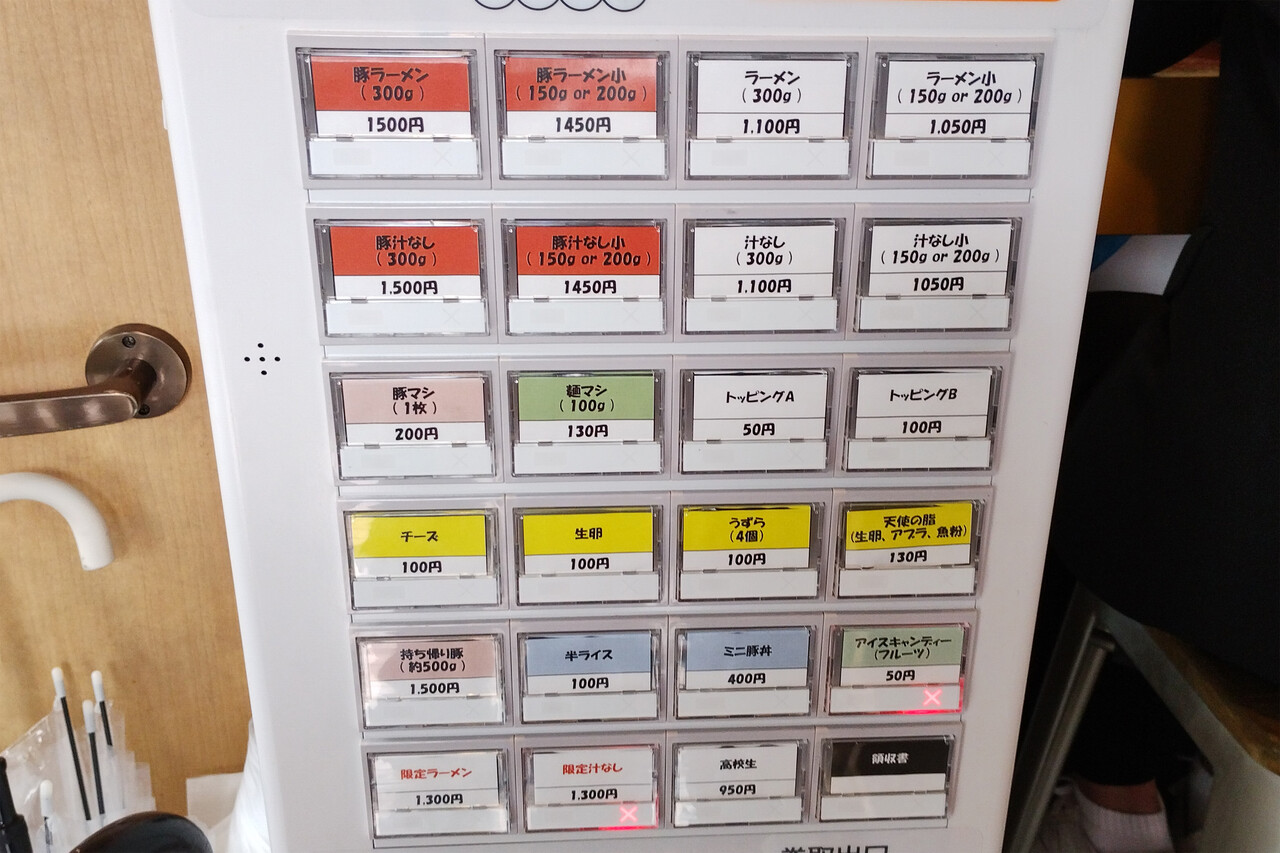 豚ラーメン
(300g)
1500円
豚ラーメン小
(150g or 200g)
1450円
ラーメン
(300g)
1.100円
ラーメン小
(150g or 200g)
1.050円
豚汁なし
(300g)
1.500円
豚汁なし小
(150g or 200g)
1450円
汁なし
(300g)
1.100円
汁なし小
(150g or 200g)
1050円
豚マシ
(1枚)
200円
麺マシ
(100g)
130円
トッピングA
50円
トッピングB
100円
チーズ
100円
生卵
100円
うずら
(4個)
100円
天使の脂
(生卵、アブラ、魚粉)
130円
持ち帰り豚
(約500g)
1.500円
半ライス
100円
ミニ豚丼
400円
アイスキャンディー
(フルーツ)
50円
限定ラーメン
1.300円
限定汁なし
1.300円
高校生
950円
領収書